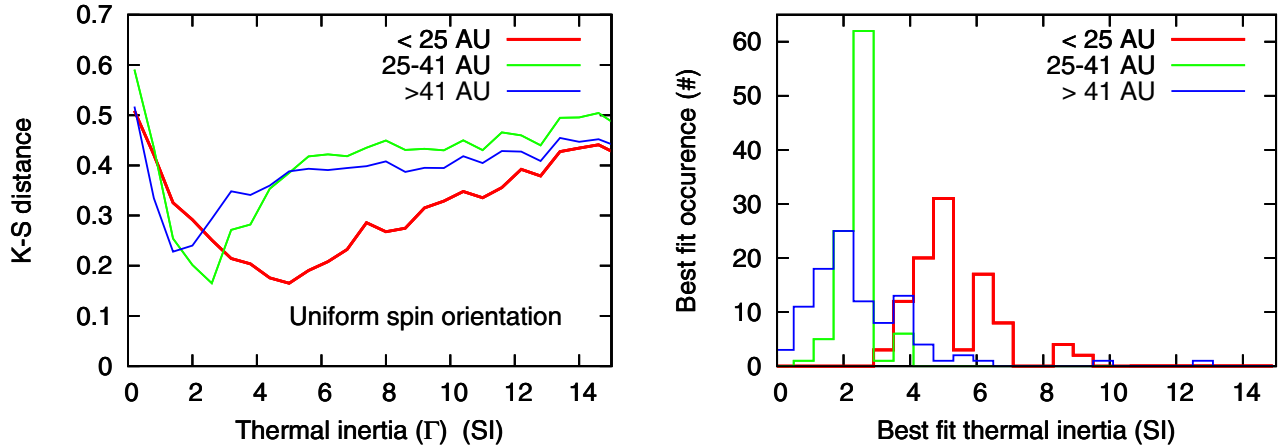 0.7
0.6
0.5
0.4
0.3
0.2
0.1
0
K-S distance
< 25 AU
25-41 AU
>41 AU
Uniform spin orientation
0 2 4 6 8 10 12 14
Thermal inertia (Γ) (SI)
60
50
40
30
20
10
0
Best fit occurence (#)
< 25 AU
25-41 AU
> 41 AU
0 2 4 6 8 10 12 14
Best fit thermal inertia (SI)